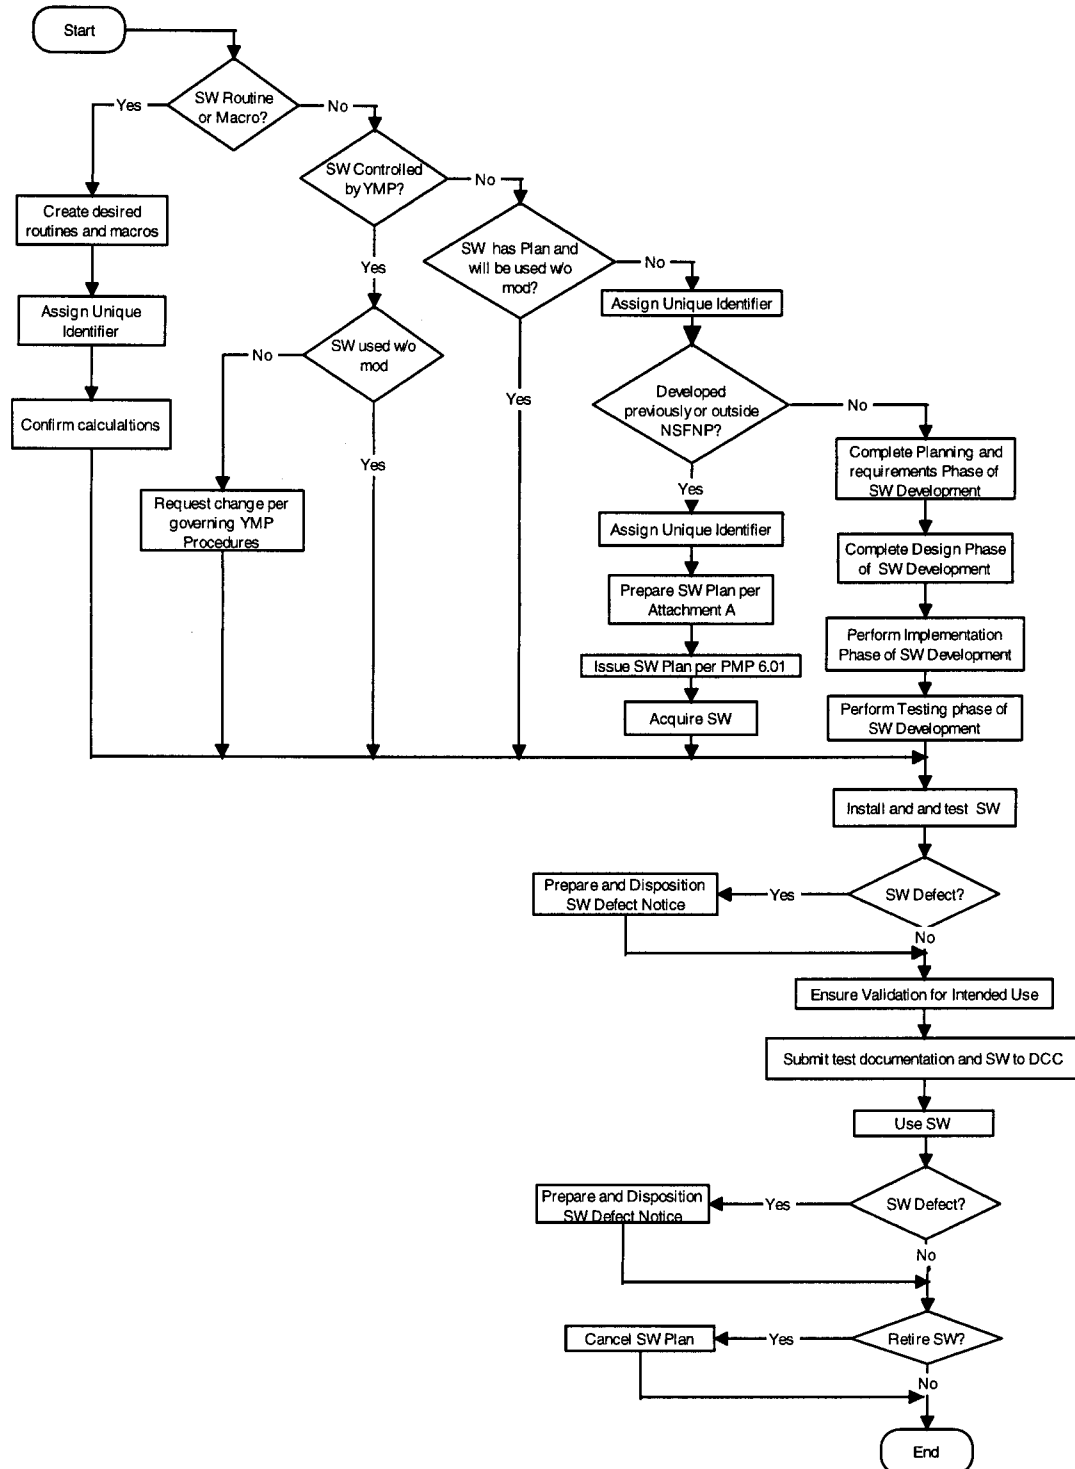 Start
SW Routine
or Macro?
Yes
No
SW Controlled
by YMP?
No
Create desired
routines and macros
Yes
SW has Plan and
will be used w/o
mod?
No
Assign Unique Identifier
Assign Unique
Identifier
SW used w/o
mod
No
Yes
Developed
previously or outside
NSFNP?
No
Confirm calculaltions
Yes
Complete Planning and
requirements Phase of
SW Development
Yes
Request change per
governing YMP
Procedures
Assign Unique Identifier
Complete Design Phase
of SW Development
Prepare SW Plan per
Attachment A
Perform Implementation
Phase of SW Development
Issue SW Plan per PMP 6.01
Acquire SW
Perform Testing phase of
SW Development
Install and and test SW
Prepare and Disposition
SW Defect Notice
Yes
SW Defect?
No
Ensure Validation for Intended Use
Submit test documentation and SW to DCC
Use SW
Prepare and Disposition
SW Defect Notice
Yes
SW Defect?
No
Cancel SW Plan
Yes
Retire SW?
No
End